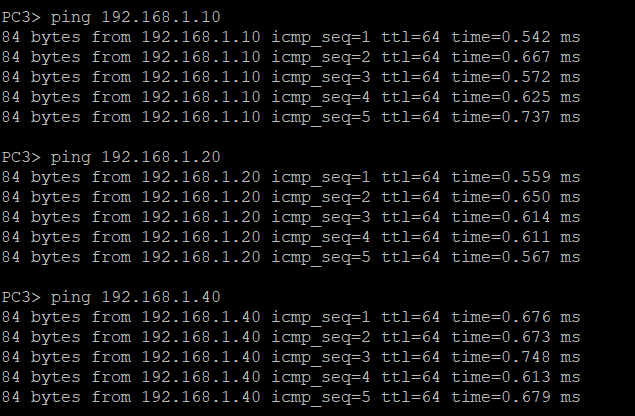 PC3> ping 192.168.1.10
84 bytes from 192.168.1.10 icmp_seq=1 ttl=64 time=0.542 ms
84 bytes from 192.168.1.10 icmp_seq=2 ttl=64 time=0.667 ms
84 bytes from 192.168.1.10 icmp_seq=3 ttl=64 time=0.572 ms
84 bytes from 192.168.1.10 icmp_seq=4 ttl=64 time=0.625 ms
84 bytes from 192.168.1.10 icmp_seq=5 ttl=64 time=0.737 ms
PC3> ping 192.168.1.20
84 bytes from 192.168.1.20 icmp_seq=1 ttl=64 time=0.559 ms
84 bytes from 192.168.1.20 icmp_seq=2 ttl=64 time=0.650 ms
84 bytes from 192.168.1.20 icmp_seq=3 ttl=64 time=0.614 ms
84 bytes from 192.168.1.20 icmp_seq=4 ttl=64 time=0.611 ms
84 bytes from 192.168.1.20 icmp_seq=5 ttl=64 time=0.567 ms
PC3> ping 192.168.1.40
84 bytes from 192.168.1.40 icmp_seq=1 ttl=64 time=0.676 ms
84 bytes from 192.168.1.40 icmp_seq=2 ttl=64 time=0.673 ms
84 bytes from 192.168.1.40 icmp_seq=3 ttl=64 time=0.748 ms
84 bytes from 192.168.1.40 icmp_seq=4 ttl=64 time=0.613 ms
84 bytes from 192.168.1.40 icmp_seq=5 ttl=64 time=0.679 ms